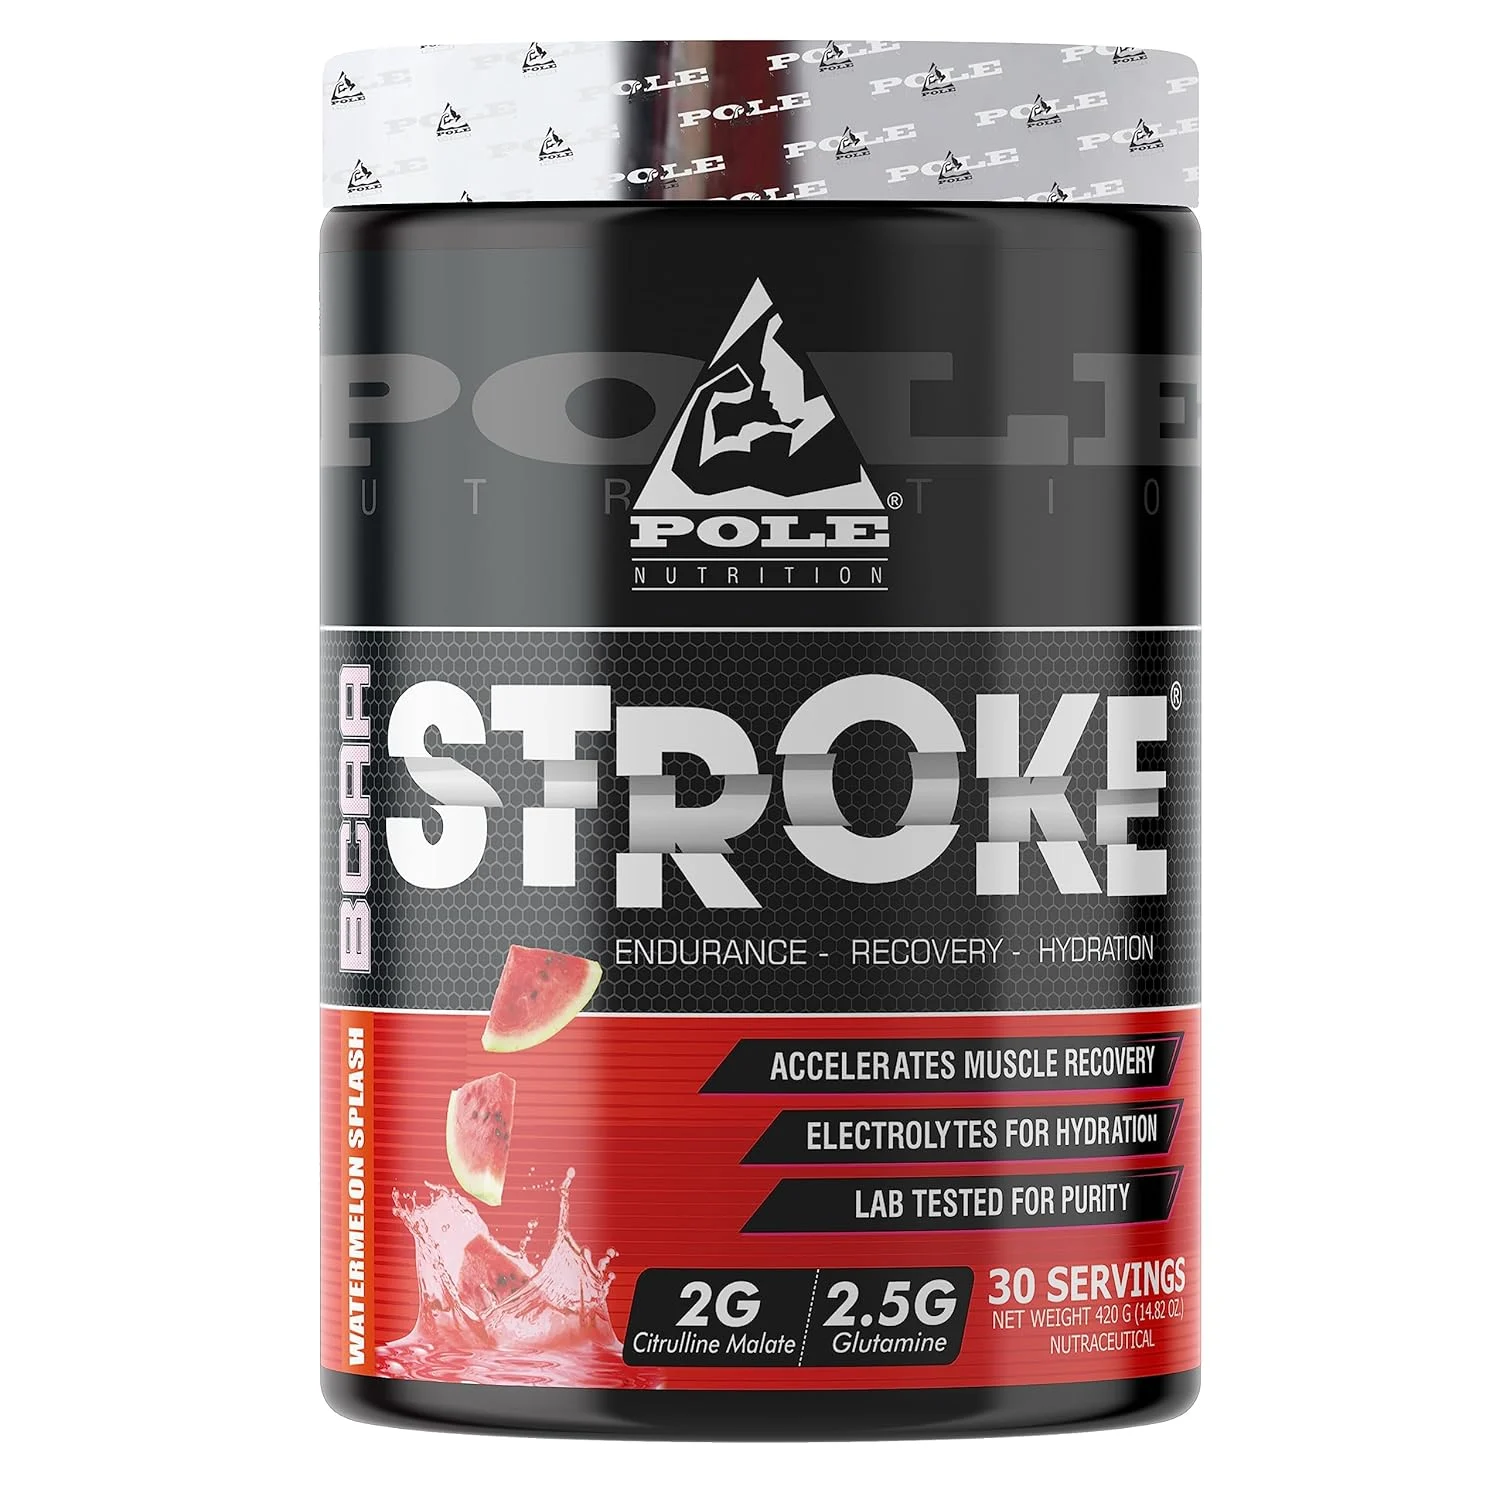 POLE
NUTRITION
POLE
NUTRITION
BCAA
STROKE®
ENDURANCE - RECOVERY - HYDRATION
WATERMELON SPLASH
ACCELERATES MUSCLE RECOVERY
ELECTROLYTES FOR HYDRATION
LAB TESTED FOR PURITY
2G
Citrulline Malate
2.5G
Glutamine
30 SERVINGS
NET WEIGHT 420 G (14.82 OZ.)
NUTRACEUTICAL